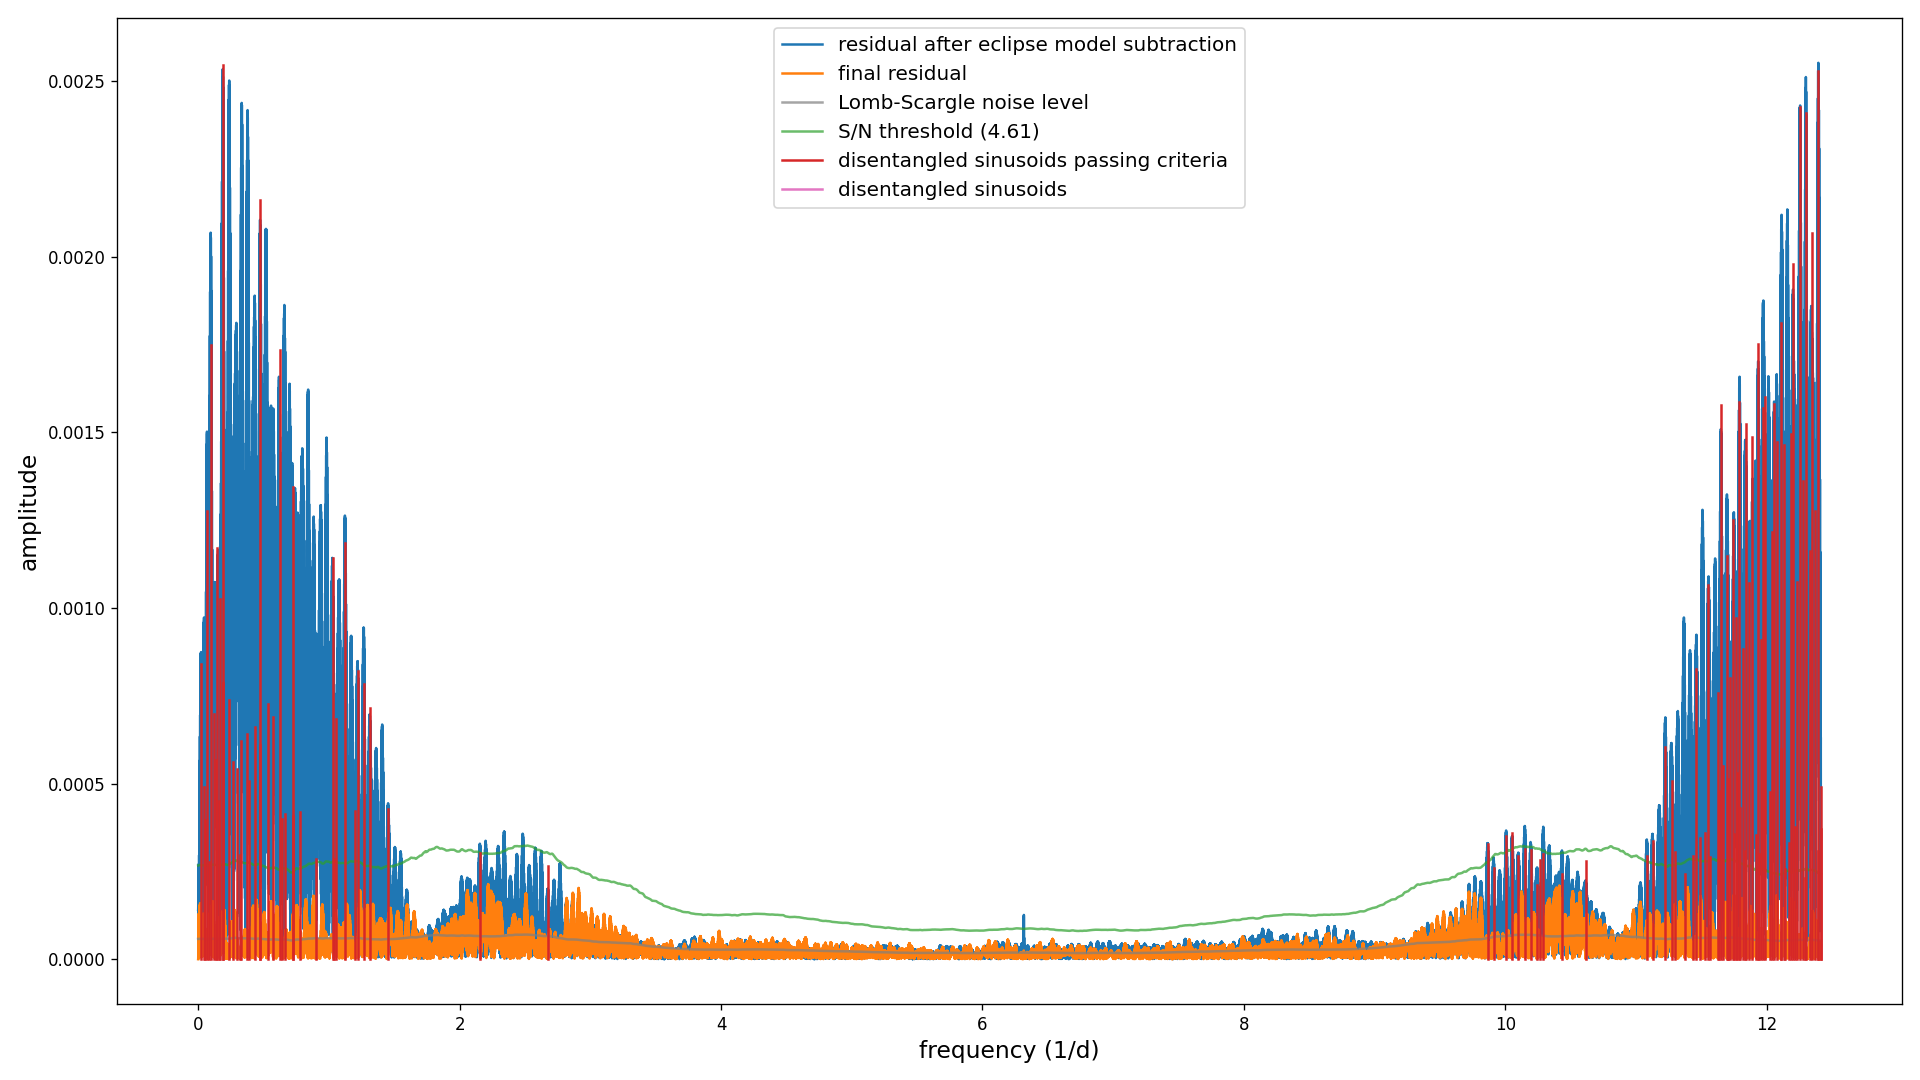 residual after eclipse model subtraction
final residual
Lomb-Scargle noise level
S/N threshold (4.61)
disentangled sinusoids passing criteria
disentangled sinusoids
0.0025
0.0020
0.0015
0.0010
0.0005
0.0000
amplitude
0 2 4 6 8 10 12
frequency (1/d)